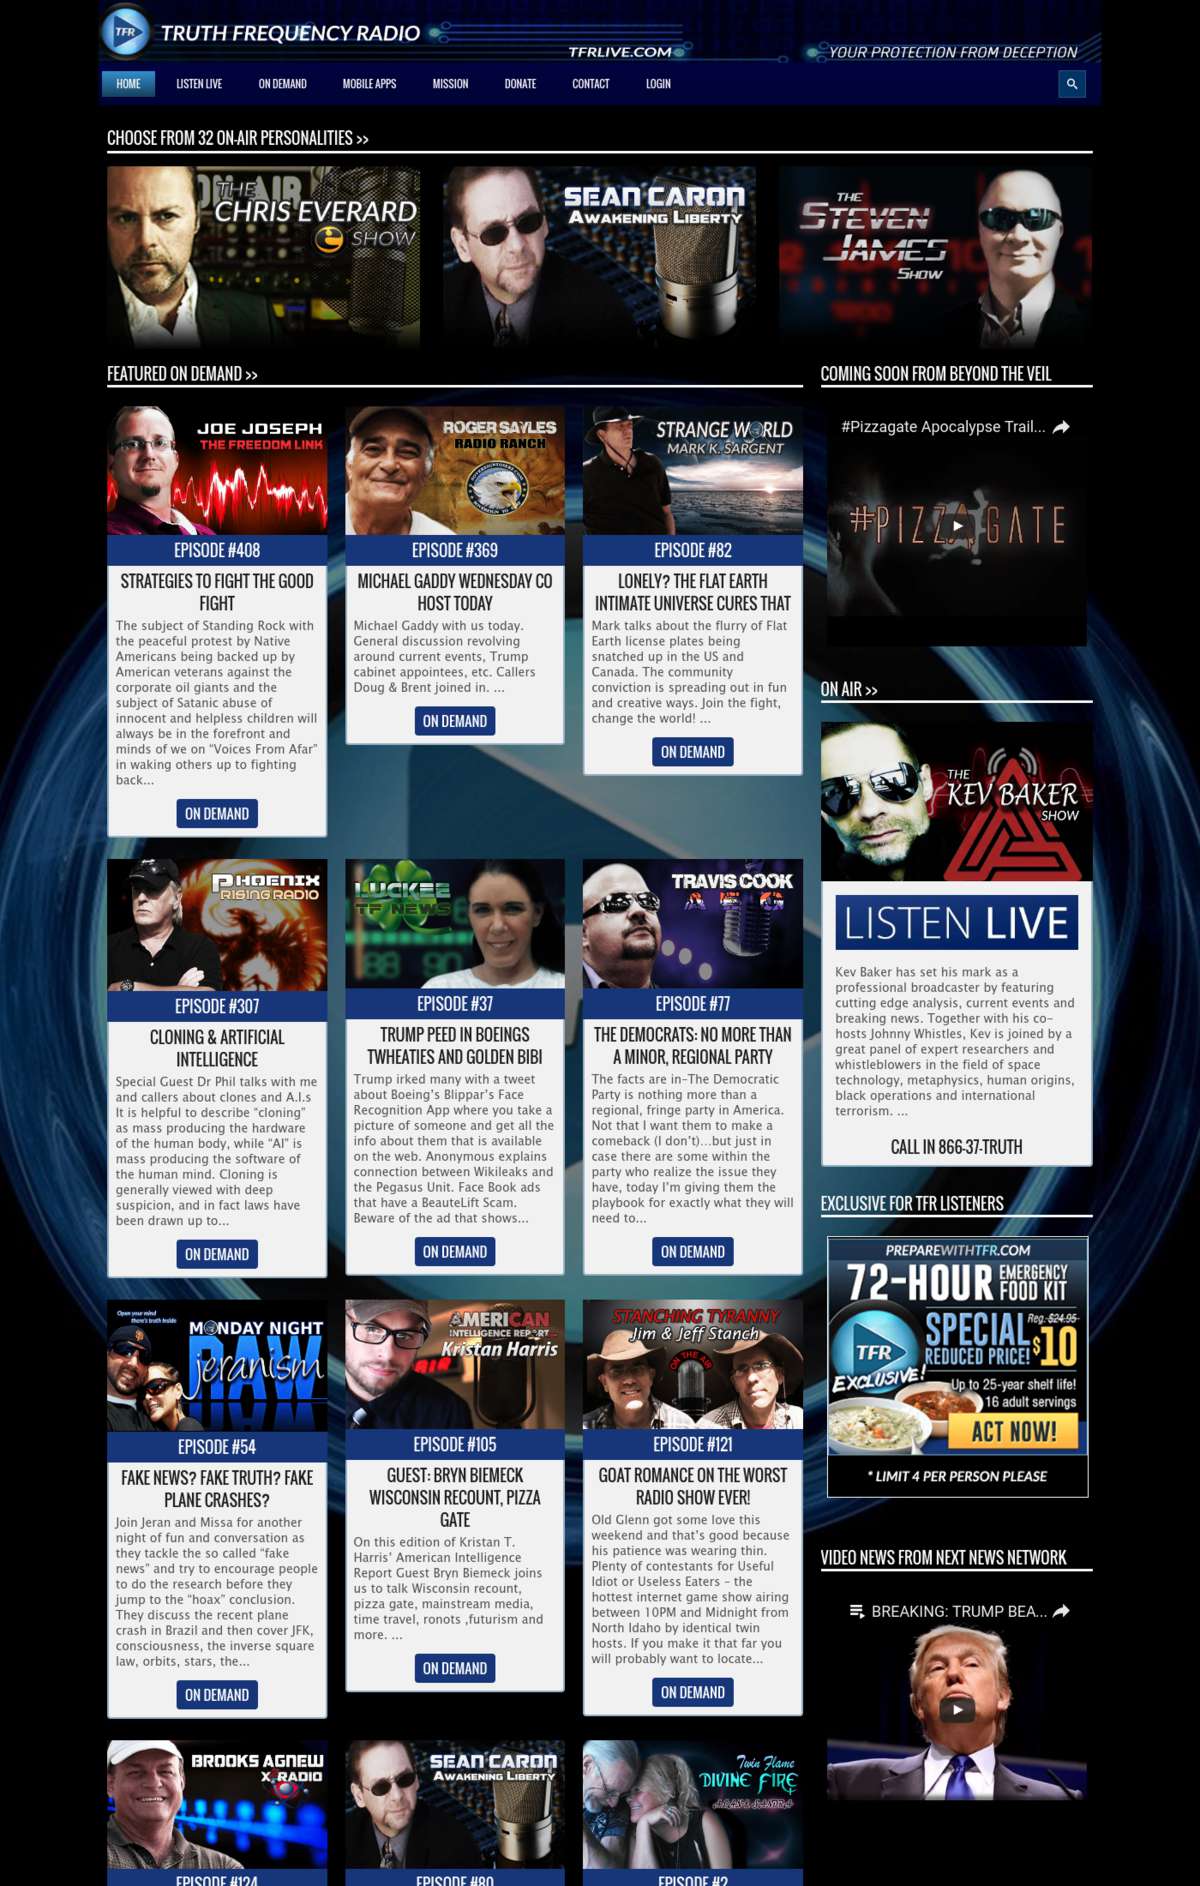 TFR
TRUTH FREQUENCY RADIO
TFRLIVE.COM
YOUR PROTECTION FROM DECEPTION
HOME LISTEN LIVE ON DEMAND MOBILE APPS MISSION DONATE CONTACT LOGIN
CHOOSE FROM 32 ON-AIR PERSONALITIES >>
ON AIR
THE
CHRIS EVERARD
SHOW
SEAN CARON
AWAKENING LIBERTY
THE
STEVEN
JAMES
SHOW
FEATURED ON DEMAND >>
JOE JOSEPH
THE FREEDOM LINK
EPISODE #408
STRATEGIES TO FIGHT THE GOOD
FIGHT
The subject of Standing Rock with
the peaceful protest by Native
Americans being backed up by
American veterans against the
corporate oil giants and the
subject of Satanic abuse of
innocent and helpless children will
always be in the forefront and
minds of we on “Voices From Afar”
in waking others up to fighting
back...
ON DEMAND
ROGER SAYLES
RADIO RANCH
EPISODE #369
MICHAEL GADDY WEDNESDAY CO
HOST TODAY
Michael Gaddy with us today.
General discussion revolving
around current events, Trump
cabinet appointees, etc. Callers
Doug & Brent joined in. ...
ON DEMAND
STRANGE WORLD
MARK K. SARGENT
EPISODE #82
LONELY? THE FLAT EARTH
INTIMATE UNIVERSE CURES THAT
Mark talks about the flurry of Flat
Earth license plates being
snatched up in the US and
Canada. The community
conviction is spreading out in fun
and creative ways. Join the fight,
change the world! ...
ON DEMAND
PHOENIX
RISING RADIO
EPISODE #307
CLONING & ARTIFICIAL
INTELLIGENCE
Special Guest Dr Phil talks with me
and callers about clones and A.I.s
It is helpful to describe “cloning”
as mass producing the hardware
of the human body, while “AI” is
mass producing the software of
the human mind. Cloning is
generally viewed with deep
suspicion, and in fact laws have
been drawn up to...
ON DEMAND
LUCKEE
TF NEWS
88 90
EPISODE #37
TRUMP PEED IN BOEINGS
TWHEATIES AND GOLDEN BIBI
Trump irked many with a tweet
about Boeing’s Blippar’s Face
Recognition App where you take a
picture of someone and get all the
info about them that is available
on the web. Anonymous explains
connection between Wikileaks and
the Pegasus Unit. Face Book ads
that have a BeauteLift Scam.
Beware of the ad that shows...
ON DEMAND
TRAVIS COOK
EPISODE #77
THE DEMOCRATS: NO MORE THAN
A MINOR, REGIONAL PARTY
The facts are in–The Democratic
Party is nothing more than a
regional, fringe party in America.
Not that I want them to make a
comeback (I don’t)...but just in
case there are some within the
party who realize the issue they
have, today I’m giving them the
playbook for exactly what they will
need to...
ON DEMAND
Open your mind
there's truth inside
MONDAY NIGHT
RAW
jeranism
EPISODE #54
FAKE NEWS? FAKE TRUTH? FAKE
PLANE CRASHES?
Join Jeran and Missa for another
night of fun and conversation as
they tackle the so called “fake
news” and try to encourage people
to do the research before they
jump to the “hoax” conclusion.
They discuss the recent plane
crash in Brazil and then cover JFK,
consciousness, the inverse square
law, orbits, stars, the...
ON DEMAND
AMERICAN
INTELLIGENCE REPORT
Kristan Harris
EPISODE #105
GUEST: BRYN BIEMECK
WISCONSIN RECOUNT, PIZZA
GATE
On this edition of Kristan T.
Harris’ American Intelligence
Report Guest Bryn Biemeck joins
us to talk Wisconsin recount,
pizza gate, mainstream media,
time travel, ronots ,futurism and
more. ...
ON DEMAND
STANCHING TYRANNY
Jim & Jeff Stanch
ON THE AIR
EPISODE #121
GOAT ROMANCE ON THE WORST
RADIO SHOW EVER!
Old Glenn got some love this
weekend and that’s good because
his patience was wearing thin.
Plenty of contestants for Useful
Idiot or Useless Eaters – the
hottest internet game show airing
between 10PM and Midnight from
North Idaho by identical twin
hosts. If you make it that far you
will probably want to locate...
ON DEMAND
BROOKS AGNEW
X RADIO
EPISODE #124
SEAN CARON
AWAKENING LIBERTY
EPISODE #80
Twin Flame
DIVINE FIRE
EPISODE #2
COMING SOON FROM BEYOND THE VEIL
#Pizzagate Apocalypse Trail...
#PIZZAGATE
ON AIR >>
THE
KEV BAKER
SHOW
LISTEN LIVE
Kev Baker has set his mark as a
professional broadcaster by featuring
cutting edge analysis, current events and
breaking news. Together with his co-
hosts Johnny Whistles, Kev is joined by a
great panel of expert researchers and
whistleblowers in the field of space
technology, metaphysics, human origins,
black operations and international
terrorism. ...
CALL IN 866-37-TRUTH
EXCLUSIVE FOR TFR LISTENERS
PREPAREWITHTFR.COM
72-HOUR EMERGENCY
FOOD KIT
TFR
EXCLUSIVE!
SPECIAL
REDUCED PRICE!
Reg. $24.95
$10
Up to 25-year shelf life!
16 adult servings
ACT NOW!
* LIMIT 4 PER PERSON PLEASE
VIDEO NEWS FROM NEXT NEWS NETWORK
BREAKING: TRUMP BEA...